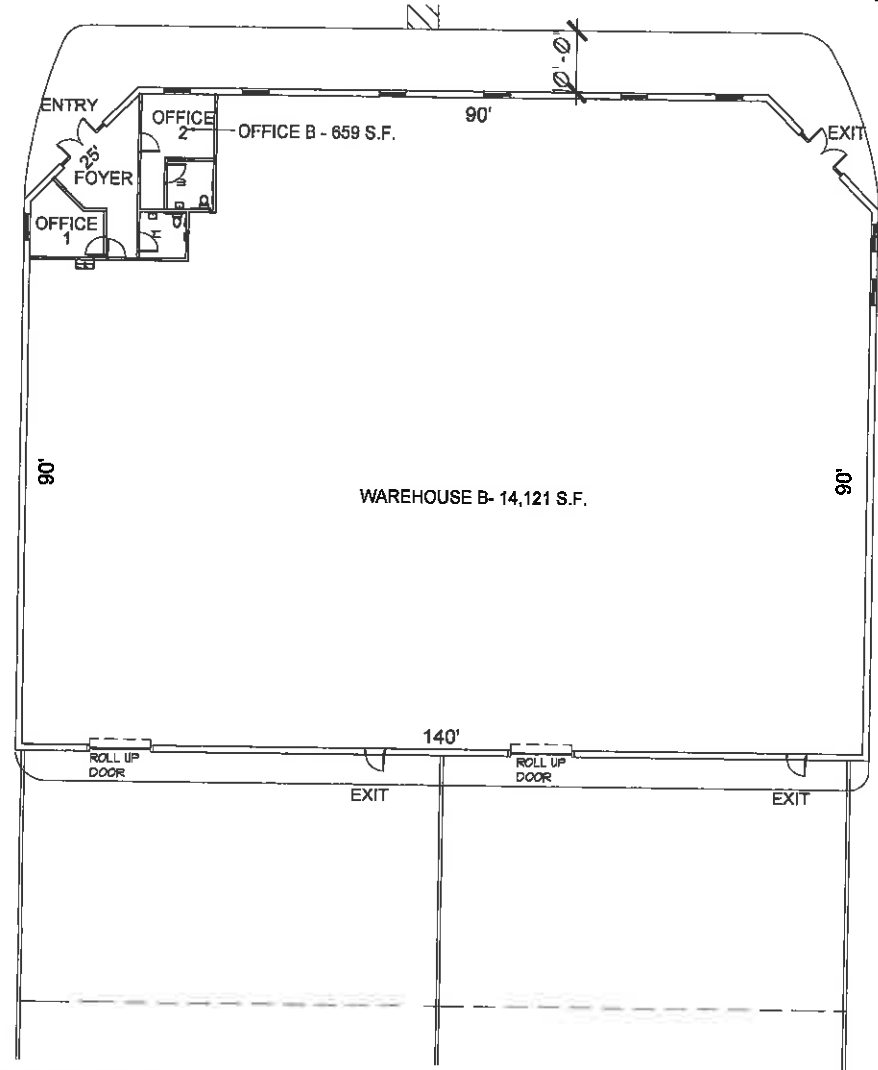 Ø'-Ø
ENTRY
90'
OFFICE
2
OFFICE B - 659 S.F.
EXIT
25'
FOYER
OFFICE
1
90'
90'
WAREHOUSE B- 14,121 S.F.
140'
ROLL UP
DOOR
ROLL UP
DOOR
EXIT
EXIT